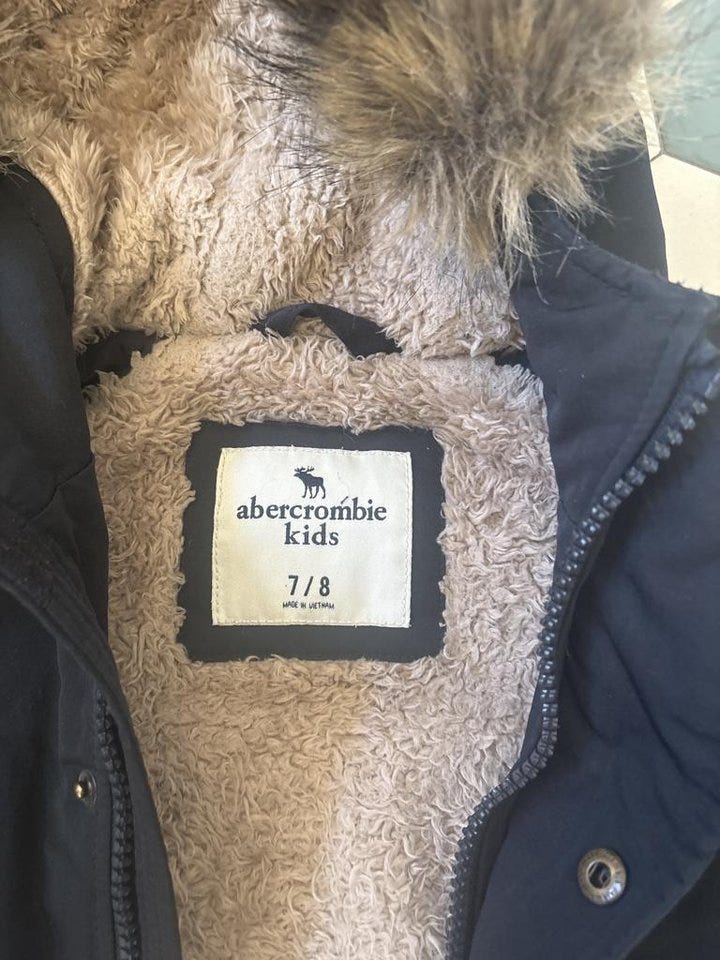 abercrombie
kids
7/8
MADE IN VIETNAM